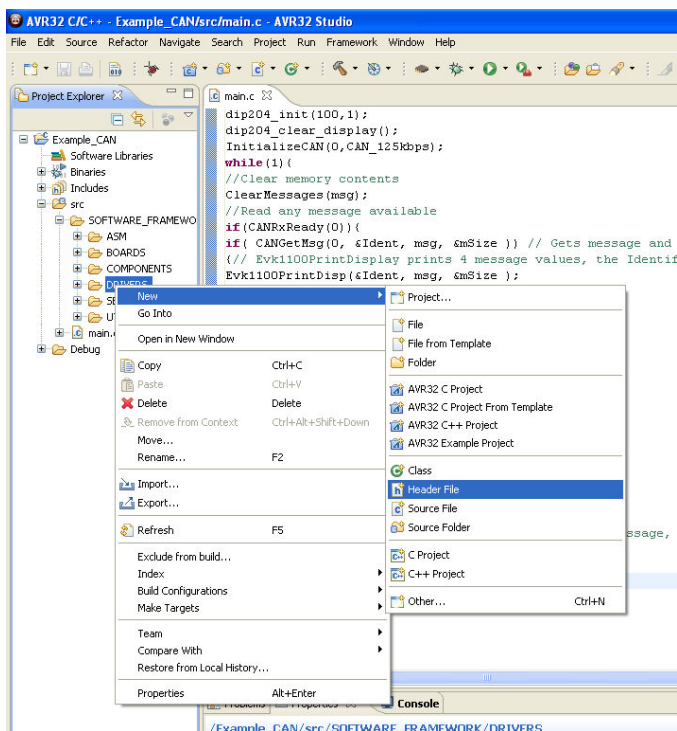 AVR32 C/C++ - Example_CAN/src/main.c - AVR32 Studio
File Edit Source Refactor Navigate Search Project Run Framework Window Help
Project Explorer
main.c
Example_CAN
Software Libraries
Binaries
Includes
src
SOFTWARE_FRAMEWO
ASM
BOARDS
COMPONENTS
DRIVERS
SE
U
main.
Debug
dip204_init(100,1);
dip204_clear_display();
InitializeCAN(0,CAN_125kbps);
while(1){
//Clear memory contents
ClearMessages(msg);
//Read any message available
if(CANRxReady(0)){
if( CANGetMsg(0, &Ident, msg, &mSize )) // Gets message and
{// Evk1100PrintDisplay prints 4 message values, the Identif
Evk1100PrintDisp(&Ident, msg, &mSize );
New
Go Into
Open in New Window
Copy Ctrl+C
Paste Ctrl+V
Delete Delete
Remove from Context Ctrl+Alt+Shift+Down
Move...
Rename... F2
Import...
Export...
Refresh F5
Exclude from build...
Index
Build Configurations
Make Targets
Team
Compare With
Restore from Local History...
Properties Alt+Enter
Project...
File
File from Template
Folder
AVR32 C Project
AVR32 C Project From Template
AVR32 C++ Project
AVR32 Example Project
Class
Header File
Source File
Source Folder
C Project
C++ Project
Other... Ctrl+N
ssage,
Problems Properties Console
/Example_CAN/src/SOFTWARE_FRAMEWORK/DRIVERS